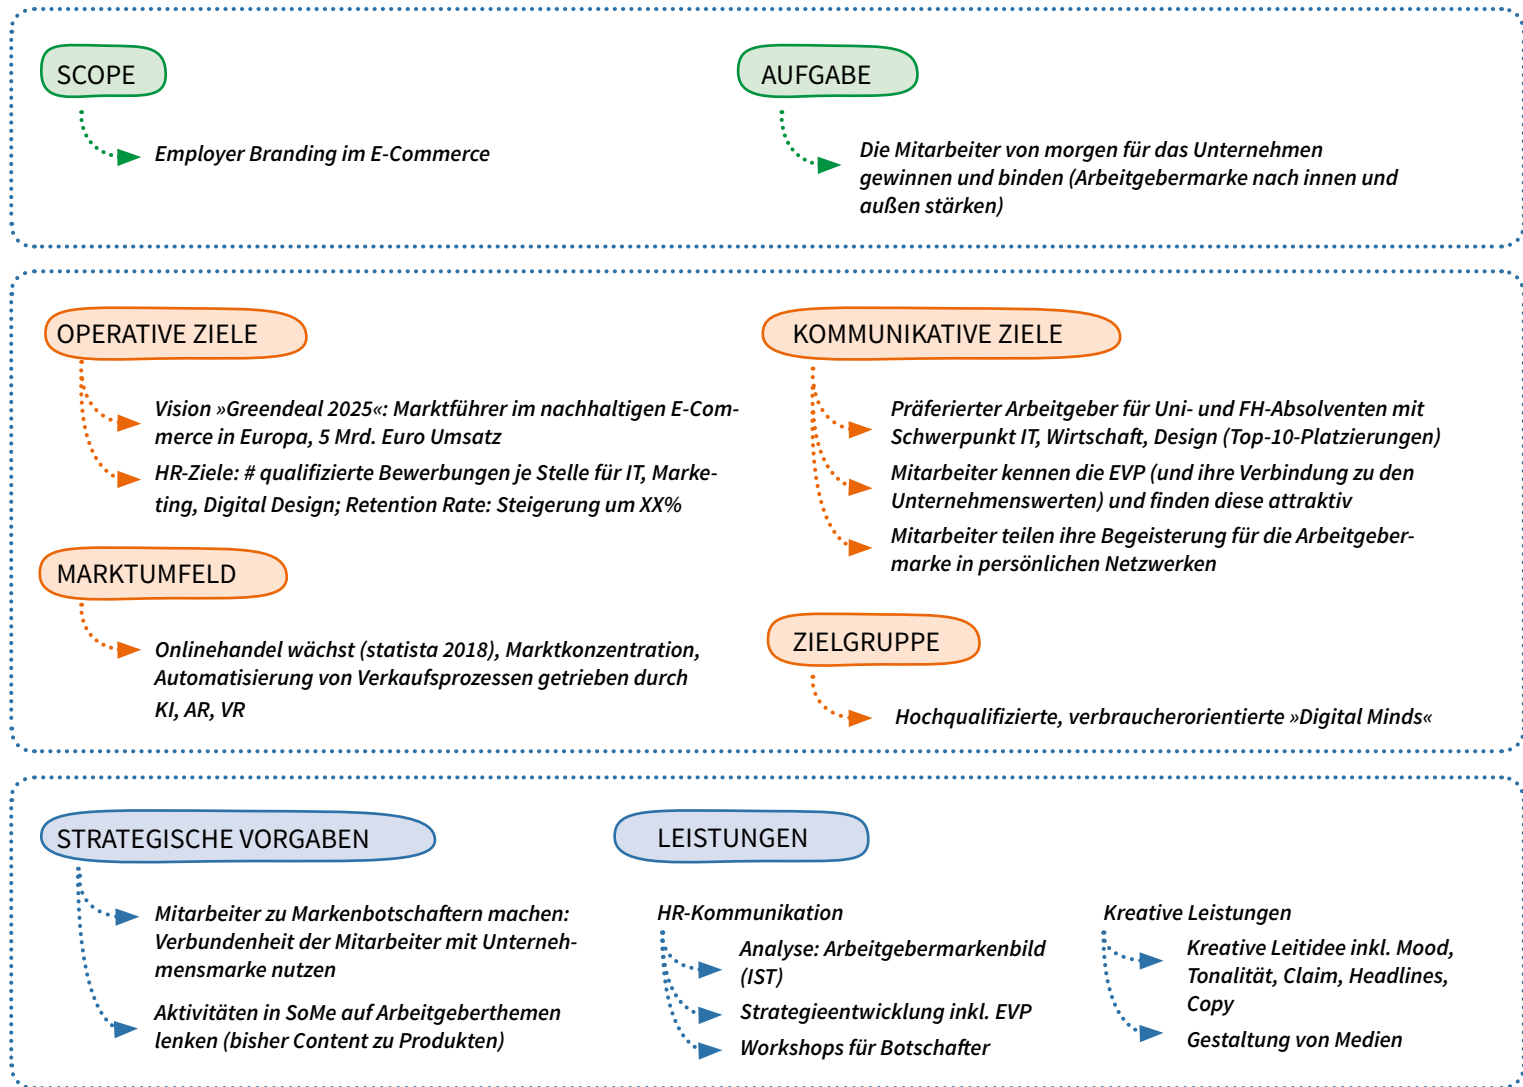 SCOPE
Employer Branding im E-Commerce
AUFGABE
Die Mitarbeiter von morgen für das Unternehmen
gewinnen und binden (Arbeitgebermarke nach innen und
außen stärken)
OPERATIVE ZIELE
Vision »Greendeal 2025«: Marktführer im nachhaltigen E-Com-
merce in Europa, 5 Mrd. Euro Umsatz
HR-Ziele: # qualifizierte Bewerbungen je Stelle für IT, Marke-
ting, Digital Design; Retention Rate: Steigerung um XX%
MARKTUMFELD
Onlinehandel wächst (statista 2018), Marktkonzentration,
Automatisierung von Verkaufsprozessen getrieben durch
KI, AR, VR
KOMMUNIKATIVE ZIELE
Präferierter Arbeitgeber für Uni- und FH-Absolventen mit
Schwerpunkt IT, Wirtschaft, Design (Top-10-Platzierungen)
Mitarbeiter kennen die EVP (und ihre Verbindung zu den
Unternehmenswerten) und finden diese attraktiv
Mitarbeiter teilen ihre Begeisterung für die Arbeitgeber-
marke in persönlichen Netzwerken
ZIELGRUPPE
Hochqualifizierte, verbraucherorientierte »Digital Minds«
STRATEGISCHE VORGABEN
Mitarbeiter zu Markenbotschaftern machen:
Verbundenheit der Mitarbeiter mit Unterneh-
mensmarke nutzen
Aktivitäten in SoMe auf Arbeitgeberthemen
lenken (bisher Content zu Produkten)
LEISTUNGEN
HR-Kommunikation
Analyse: Arbeitgebermarkenbild
(IST)
Strategieentwicklung inkl. EVP
Workshops für Botschafter
Kreative Leistungen
Kreative Leitidee inkl. Mood,
Tonalität, Claim, Headlines,
Copy
Gestaltung von Medien